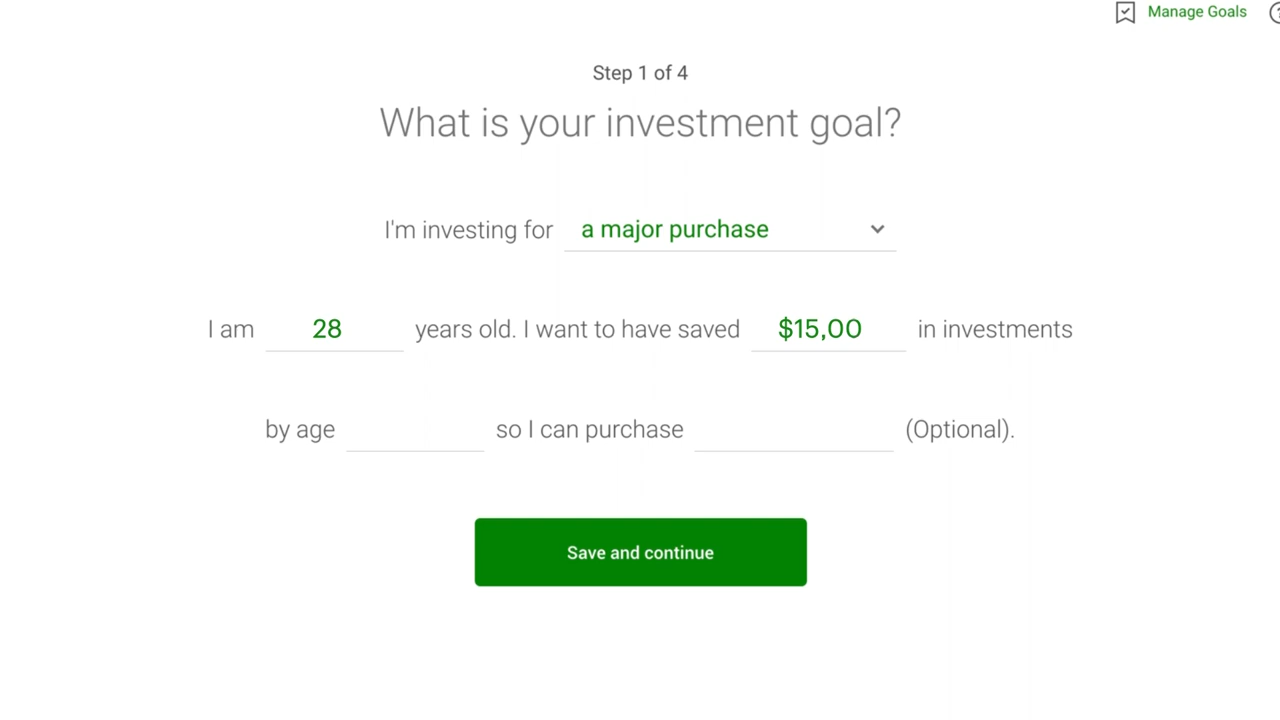 Manage Goals
Step 1 of 4
What is your investment goal?
I'm investing for a major purchase
I am 28 years old. I want to have saved $15,00 in investments
by age so I can purchase (Optional).
Save and continue